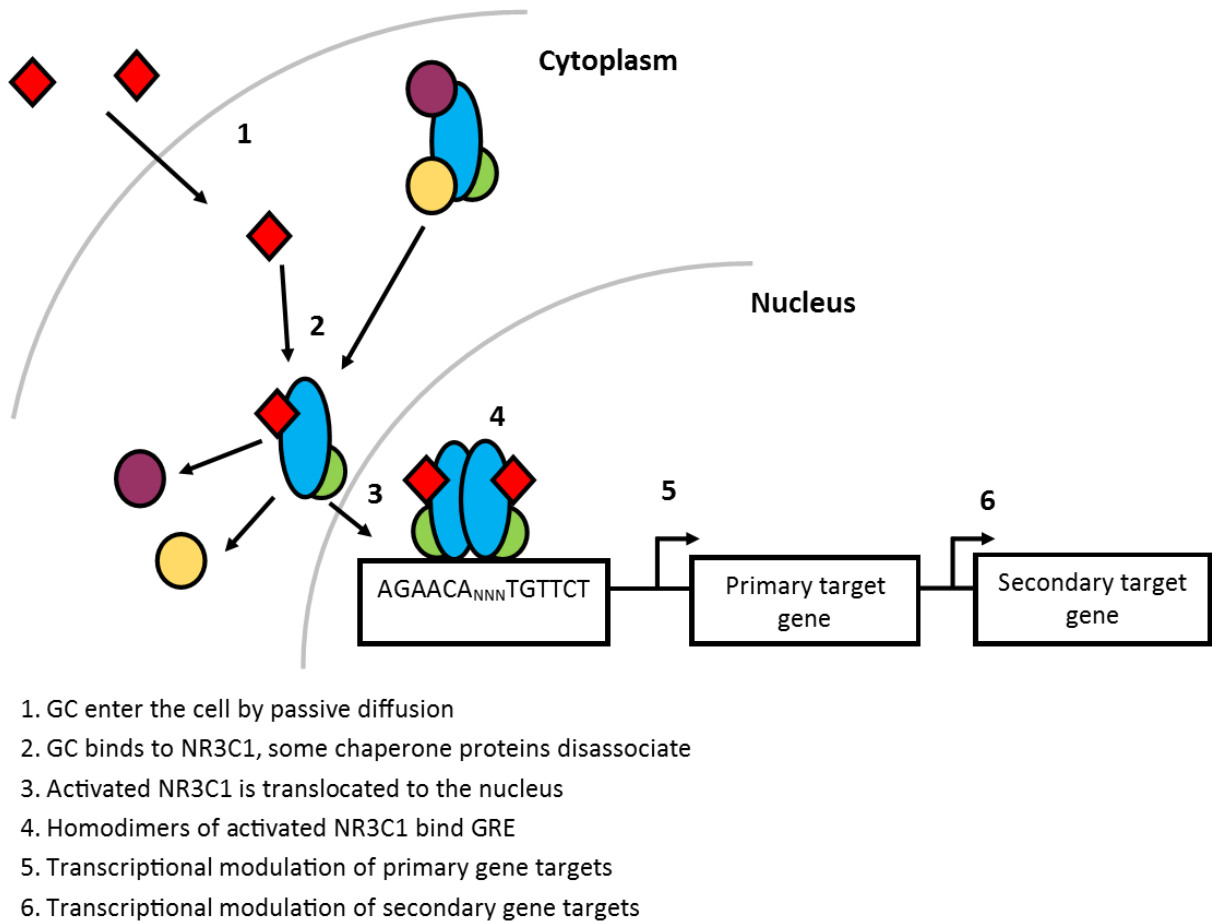 Cytoplasm
1
Nucleus
2
4
3
5
6
AGAACANNNTGTTCT
Primary target
gene
Secondary target
gene
1. GC enter the cell by passive diffusion
2. GC binds to NR3C1, some chaperone proteins disassociate
3. Activated NR3C1 is translocated to the nucleus
4. Homodimers of activated NR3C1 bind GRE
5. Transcriptional modulation of primary gene targets
6. Transcriptional modulation of secondary gene targets